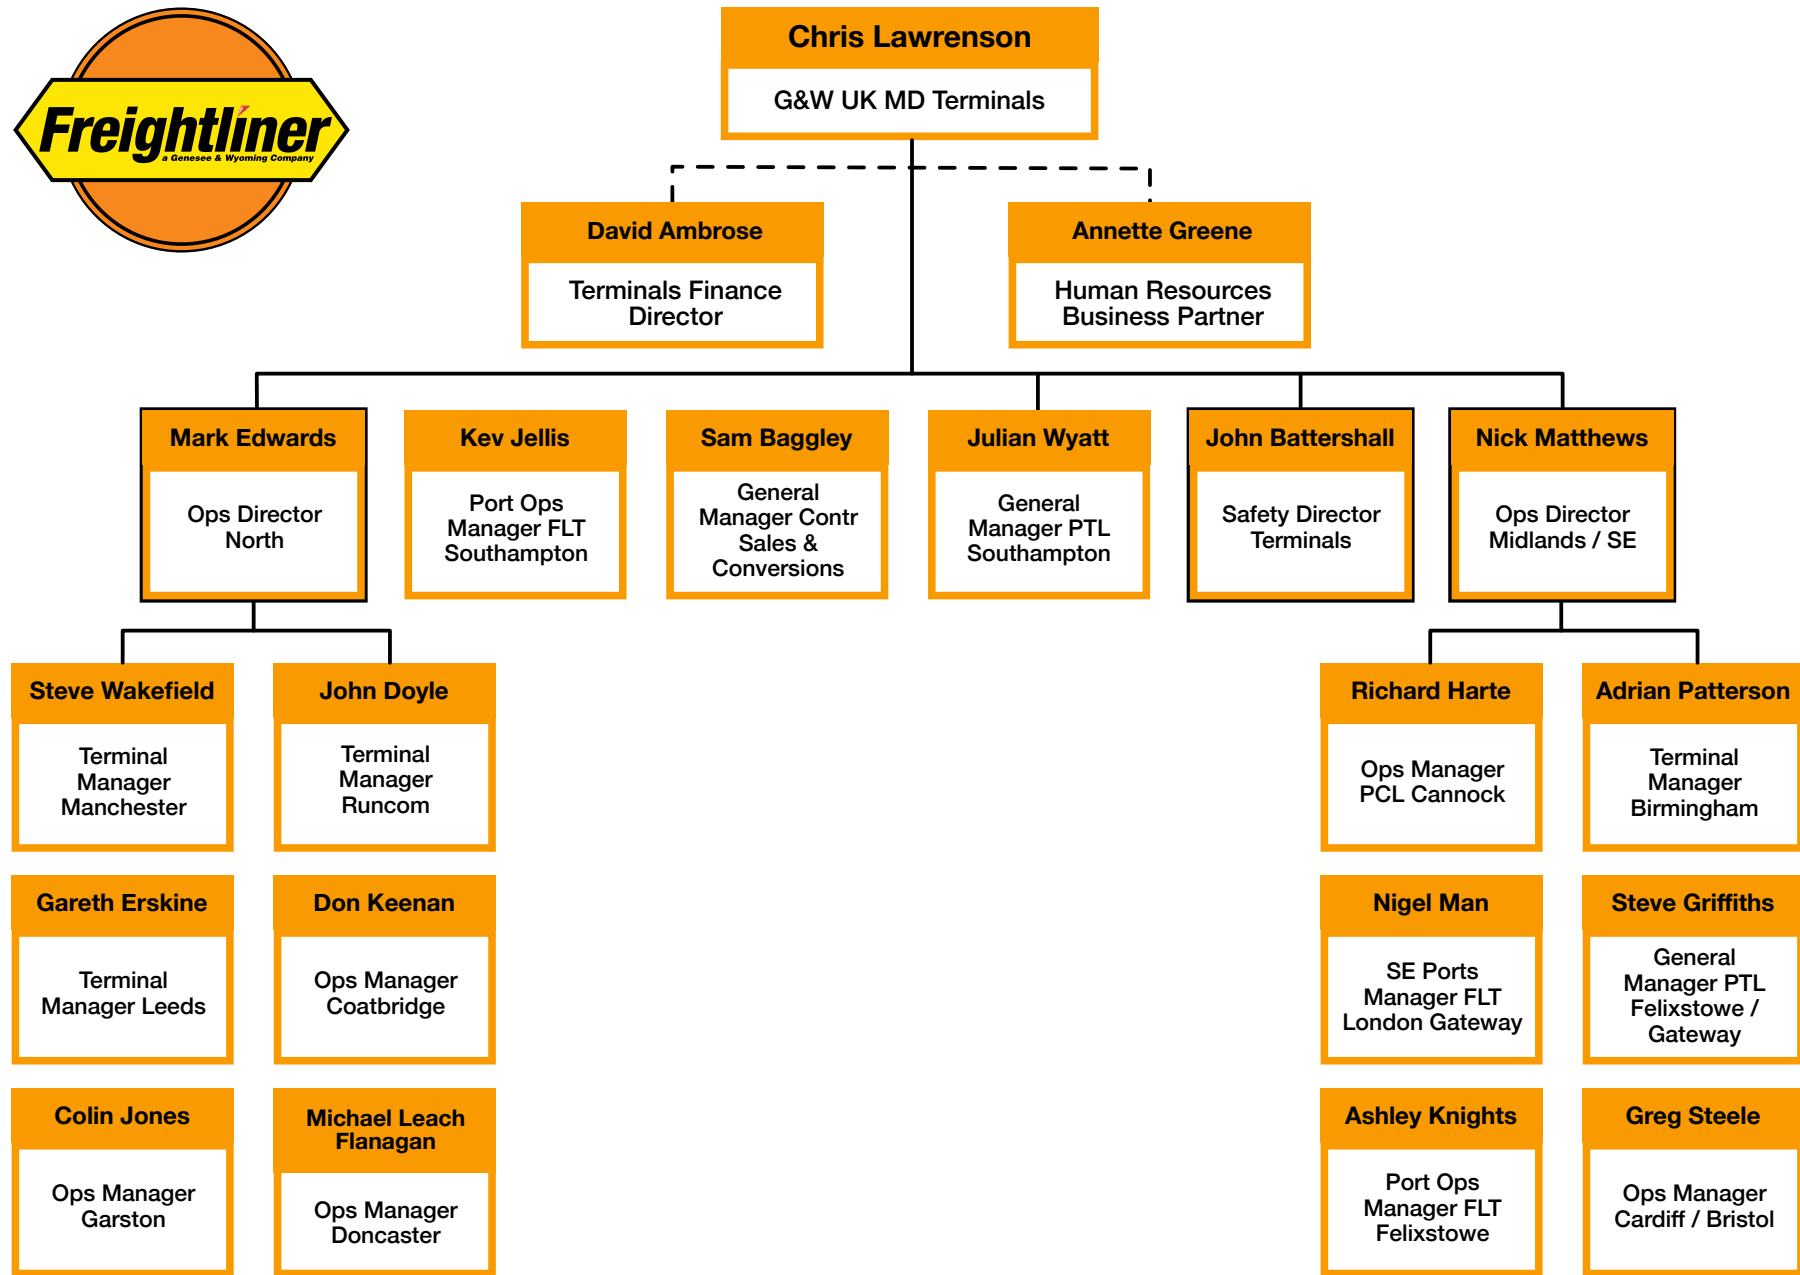 Freightliner
a Genesee & Wyoming Company
Chris Lawrenson
G&W UK MD Terminals
David Ambrose
Terminals Finance
Director
Annette Greene
Human Resources
Business Partner
Mark Edwards
Ops Director
North
Kev Jellis
Port Ops
Manager FLT
Southampton
Sam Baggley
General
Manager Contr
Sales &
Conversions
Julian Wyatt
General
Manager PTL
Southampton
John Battershall
Safety Director
Terminals
Nick Matthews
Ops Director
Midlands / SE
Steve Wakefield
Terminal
Manager
Manchester
John Doyle
Terminal
Manager
Runcom
Richard Harte
Ops Manager
PCL Cannock
Adrian Patterson
Terminal
Manager
Birmingham
Gareth Erskine
Terminal
Manager Leeds
Don Keenan
Ops Manager
Coatbridge
Nigel Man
SE Ports
Manager FLT
London Gateway
Steve Griffiths
General
Manager PTL
Felixstowe /
Gateway
Colin Jones
Ops Manager
Garston
Michael Leach
Flanagan
Ops Manager
Doncaster
Ashley Knights
Port Ops
Manager FLT
Felixstowe
Greg Steele
Ops Manager
Cardiff / Bristol